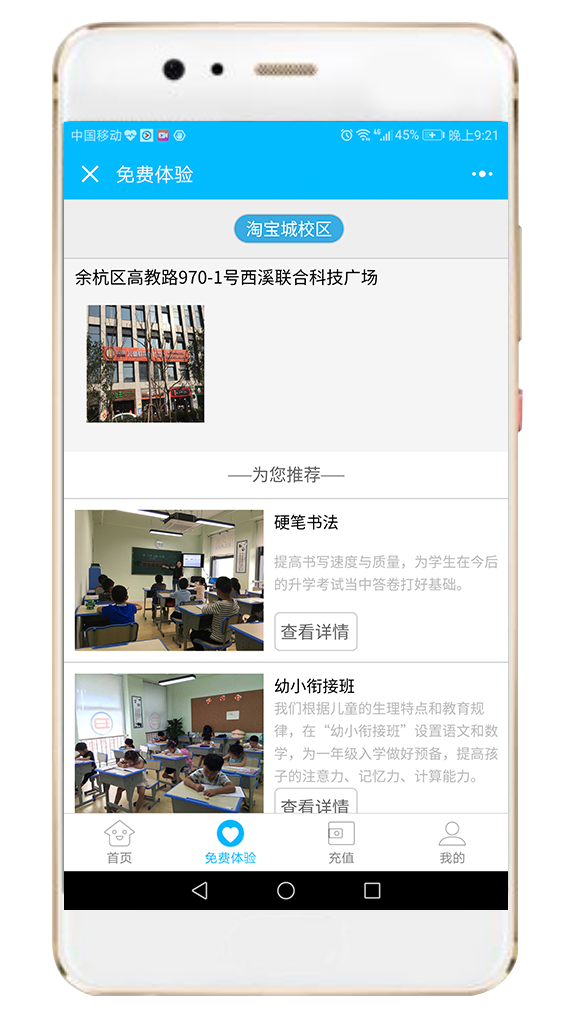 中国移动
45%
晚上9:21
免费体验
淘宝城校区
余杭区高教路970-1号西溪联合科技广场
──为您推荐──
硬笔书法
提高书写速度与质量，为学生在今后
的升学考试当中答卷打好基础。
查看详情
幼小衔接班
我们根据儿童的生理特点和教育规
律，在“幼小衔接班”设置语文和数
学，为一年级入学做好预备，提高孩
子的注意力、记忆力、计算能力。
查看详情
首页
免费体验
充值
我的